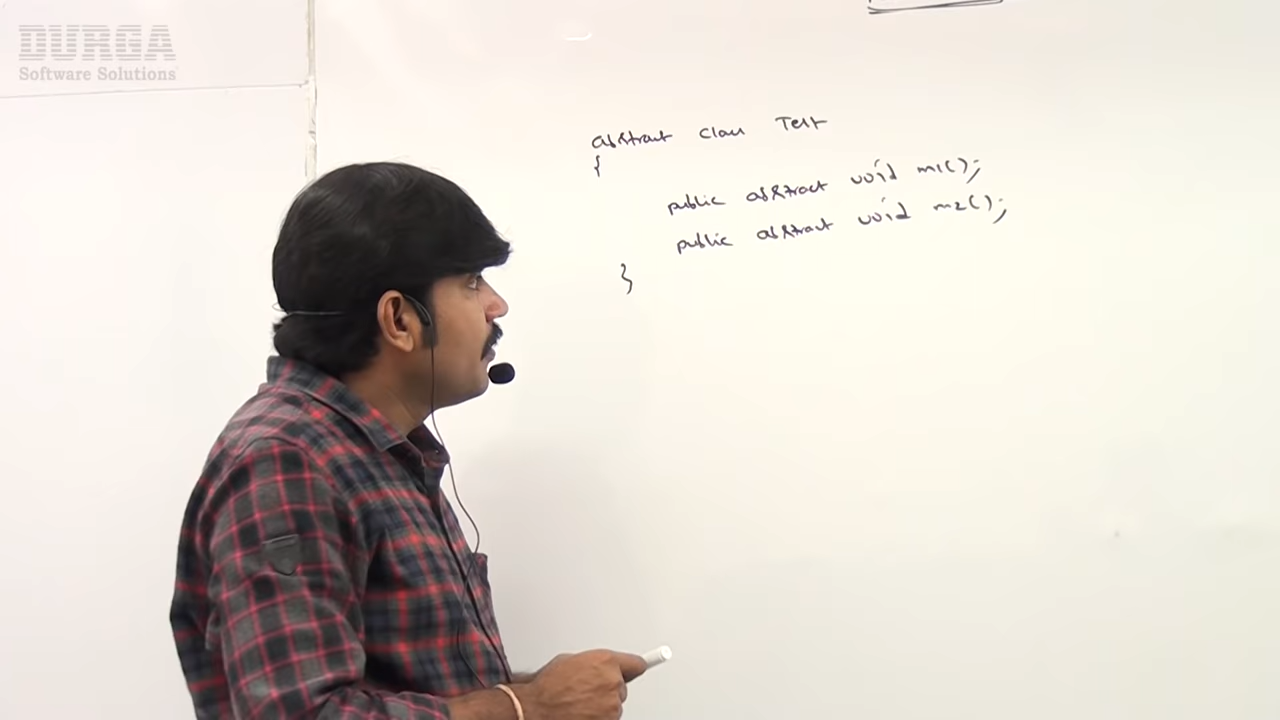 DURGA
Software Solutions
abstract class Test
{
public abstract void m1();
public abstract void m2();
}